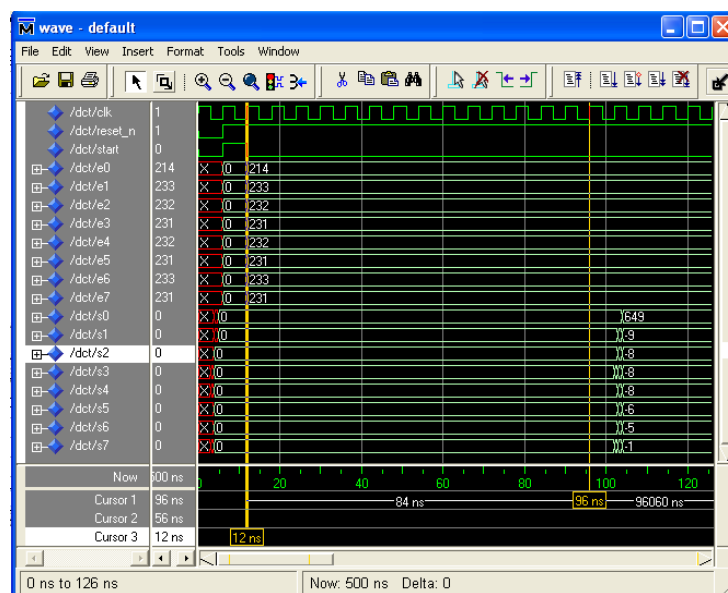 wave - default
File Edit View Insert Format Tools Window
/dct/clk 1
/dct/reset_n 1
/dct/start 0
/dct/e0 214 X (0 214
/dct/e1 233 X (0 233
/dct/e2 232 X (0 232
/dct/e3 231 X (0 231
/dct/e4 232 X (0 232
/dct/e5 231 X (0 231
/dct/e6 233 X (0 233
/dct/e7 231 X (0 231
/dct/s0 0 X (0 649
/dct/s1 0 X (0 -9
/dct/s2 0 X (0 -8
/dct/s3 0 X (0 -8
/dct/s4 0 X (0 -8
/dct/s5 0 X (0 -6
/dct/s6 0 X (0 -5
/dct/s7 0 X (0 -1
Now 500 ns 20 40 60 80 100 120
Cursor 1 96 ns 84 ns 96 ns 96060 ns
Cursor 2 56 ns
Cursor 3 12 ns 12 ns
0 ns to 126 ns Now: 500 ns Delta: 0